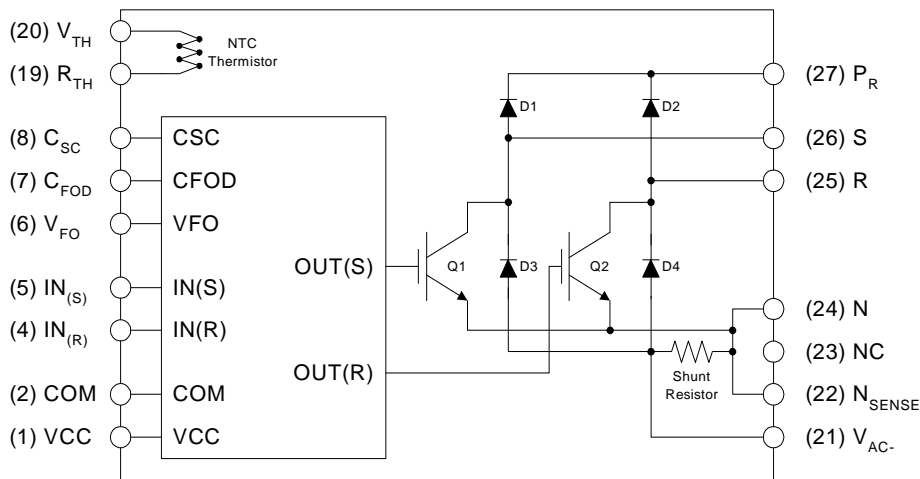 (20) V_TH
(19) R_TH
NTC
Thermistor
(8) C_SC
(7) C_FOD
(6) V_FO
(5) IN_(S)
(4) IN_(R)
(2) COM
(1) VCC
CSC
CFOD
VFO
IN(S)
IN(R)
COM
VCC
OUT(S)
OUT(R)
D1
D2
Q1
D3
Q2
D4
Shunt
Resistor
(27) P_R
(26) S
(25) R
(24) N
(23) NC
(22) N_SENSE
(21) V_AC-